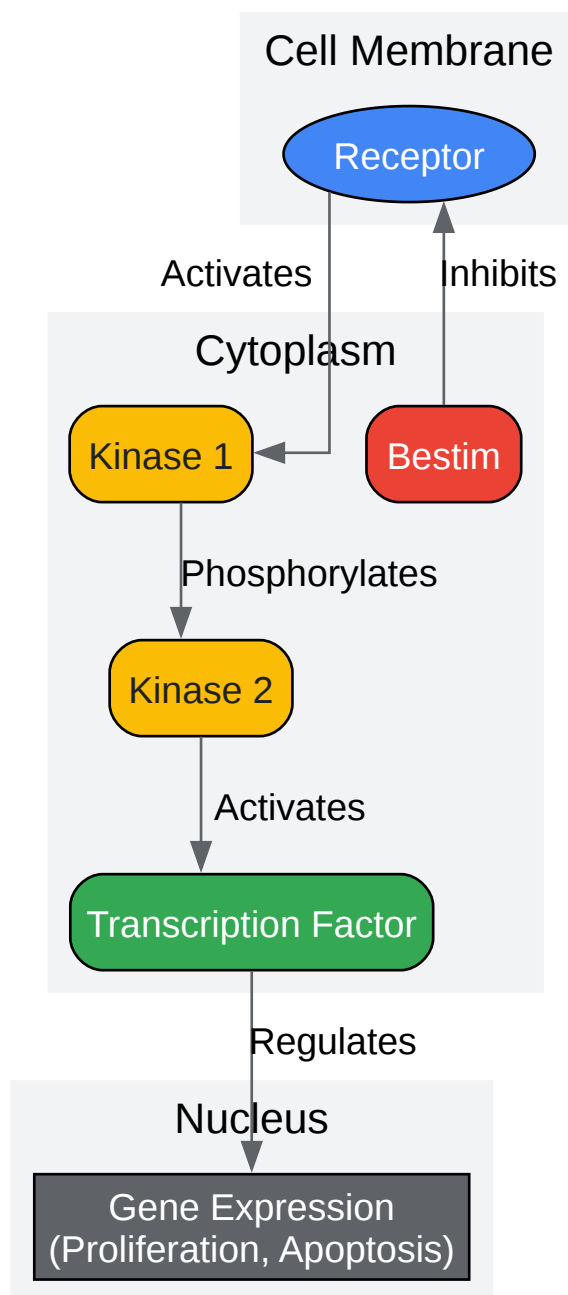 Cell Membrane
Receptor
Activates
Inhibits
Cytoplasm
Kinase 1
Bestim
Phosphorylates
Kinase 2
Activates
Transcription Factor
Regulates
Nucleus
Gene Expression
(Proliferation, Apoptosis)